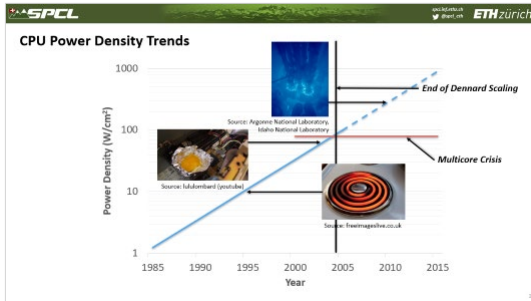 SPCL
spcl.inf.ethz.ch
@spcl_eth
ETH zürich
CPU Power Density Trends
1000
100
10
1
Power Density (W/cm²)
1985
1990
1995
2000
2005
2010
2015
Year
Source: Argonne National Laboratory,
Idaho National Laboratory
Source: lululombard (youtube)
Source: freeimageslive.co.uk
End of Dennard Scaling
Multicore Crisis